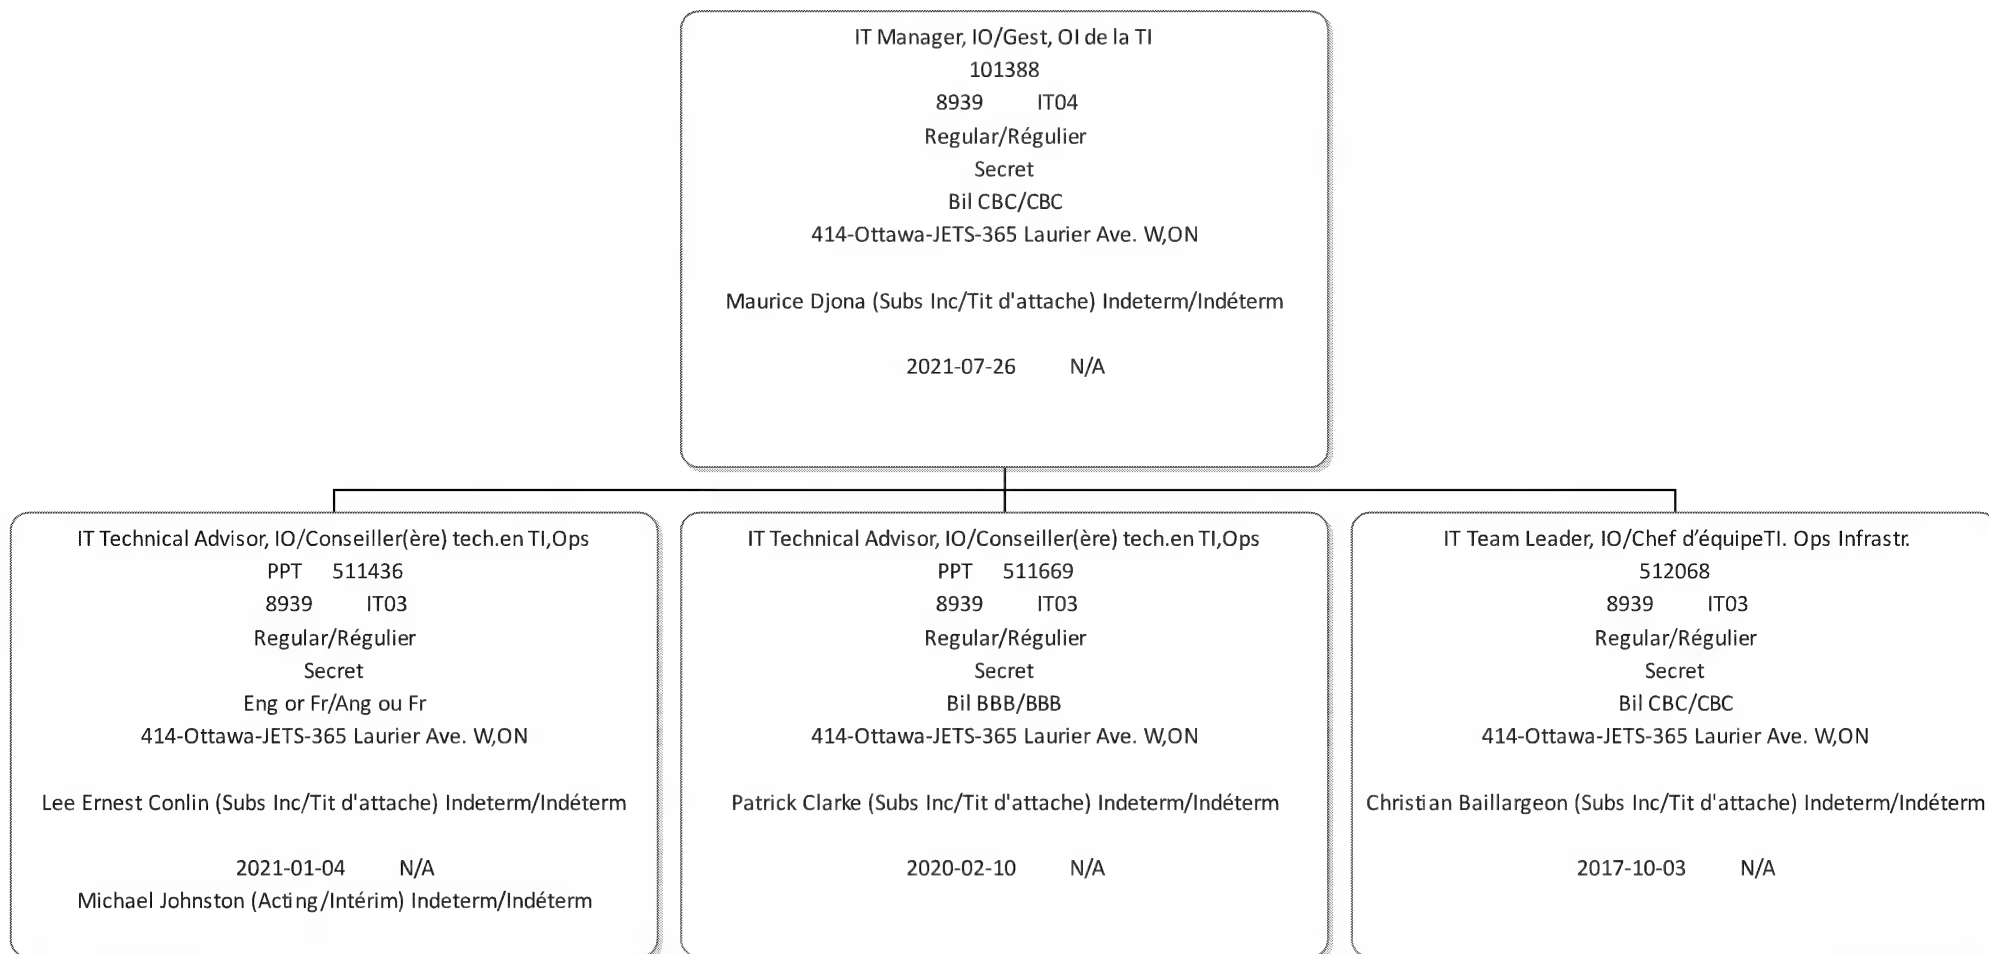 IT Manager, IO/Gest, OI de la TI
101388
8939 IT04
Regular/Régulier
Secret
Bil CBC/CBC
414-Ottawa-JETS-365 Laurier Ave. W,ON
Maurice Djona (Subs Inc/Tit d'attache) Indeterm/Indéterm
2021-07-26 N/A
IT Technical Advisor, IO/Conseiller(ère) tech.en TI,Ops
PPT 511436
8939 IT03
Regular/Régulier
Secret
Eng or Fr/Ang ou Fr
414-Ottawa-JETS-365 Laurier Ave. W,ON
Lee Ernest Conlin (Subs Inc/Tit d'attache) Indeterm/Indéterm
2021-01-04 N/A
Michael Johnston (Acting/Intérim) Indeterm/Indéterm
IT Technical Advisor, IO/Conseiller(ère) tech.en TI,Ops
PPT 511669
8939 IT03
Regular/Régulier
Secret
Bil BBB/BBB
414-Ottawa-JETS-365 Laurier Ave. W,ON
Patrick Clarke (Subs Inc/Tit d'attache) Indeterm/Indéterm
2020-02-10 N/A
IT Team Leader, IO/Chef d’équipeTI. Ops Infrastr.
512068
8939 IT03
Regular/Régulier
Secret
Bil CBC/CBC
414-Ottawa-JETS-365 Laurier Ave. W,ON
Christian Baillargeon (Subs Inc/Tit d'attache) Indeterm/Indéterm
2017-10-03 N/A